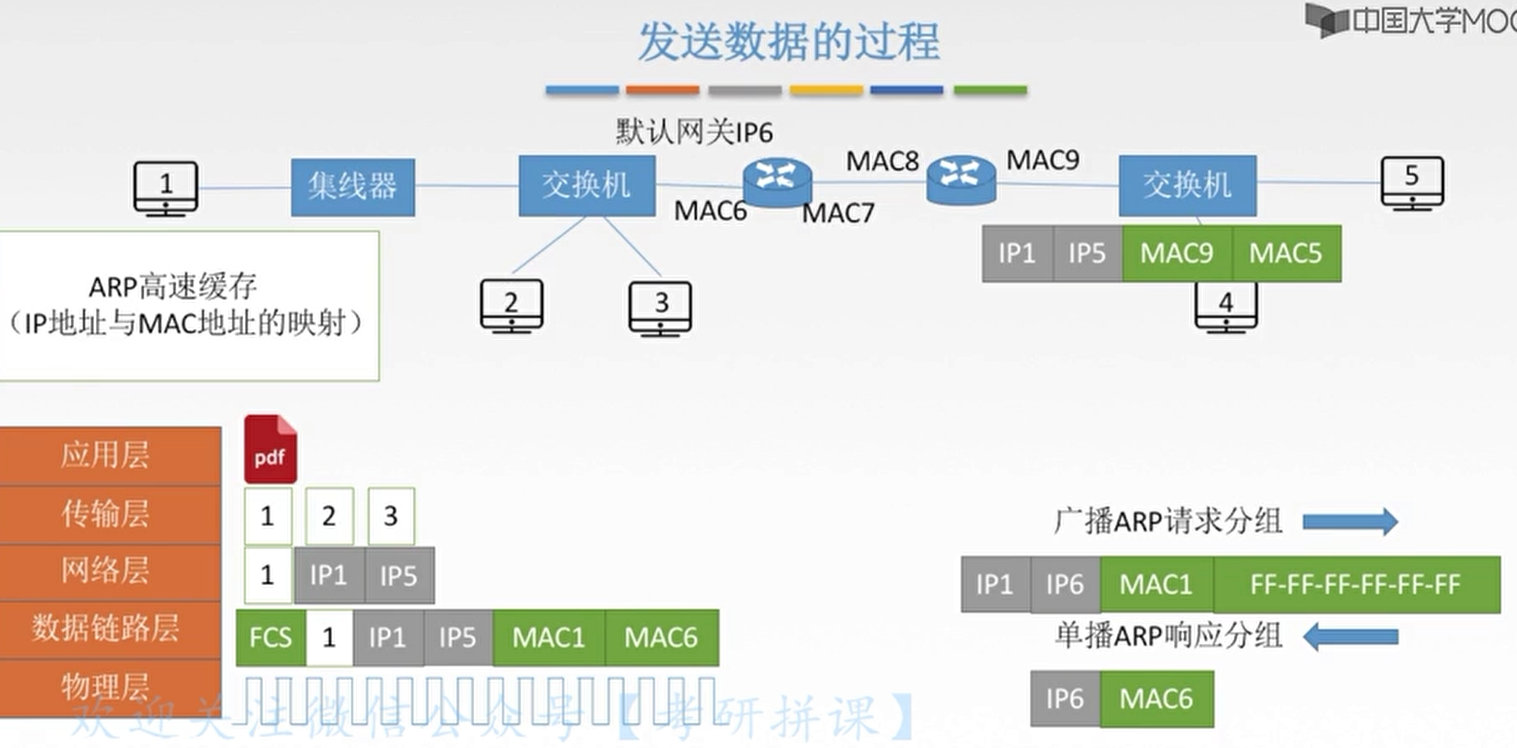 中国大学MOO
发送数据的过程
默认网关IP6
1
集线器
交换机
MAC6
MAC7
MAC8
MAC9
交换机
5
2
3
IP1 IP5 MAC9 MAC5
4
ARP高速缓存
（IP地址与MAC地址的映射）
应用层
pdf
传输层
1 2 3
网络层
1 IP1 IP5
数据链路层
FCS 1 IP1 IP5 MAC1 MAC6
物理层
广播ARP请求分组
IP1 IP6 MAC1 FF-FF-FF-FF-FF-FF
单播ARP响应分组
IP6 MAC6
欢迎关注微信公众号【考研拼课】